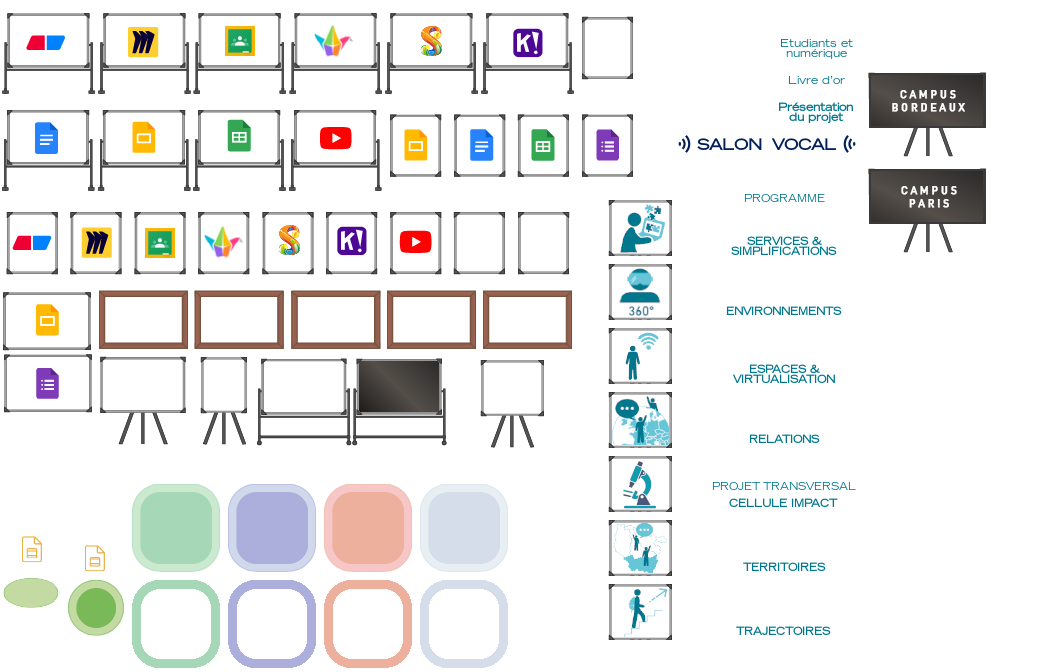 K!
Etudiants et
numérique
Livre d'or
Présentation
du projet
CAMPUS
BORDEAUX
SALON VOCAL
PROGRAMME
CAMPUS
PARIS
K!
SERVICES &
SIMPLIFICATIONS
360°
ENVIRONNEMENTS
ESPACES &
VIRTUALISATION
RELATIONS
PROJET TRANSVERSAL
CELLULE IMPACT
TERRITOIRES
TRAJECTOIRES